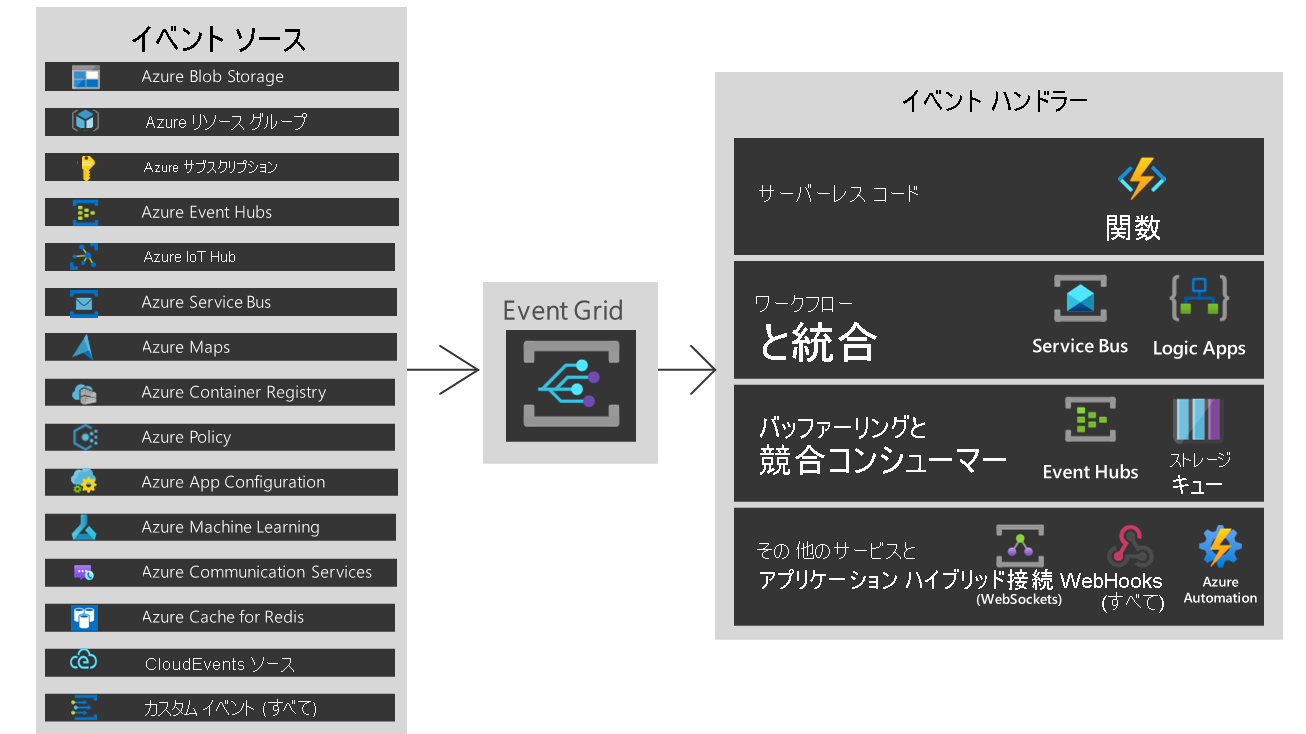 イベント ソース
Azure Blob Storage
Azure リソース グループ
Azure サブスクリプション
Azure Event Hubs
Azure IoT Hub
Azure Service Bus
Azure Maps
Azure Container Registry
Azure Policy
Azure App Configuration
Azure Machine Learning
Azure Communication Services
Azure Cache for Redis
CloudEvents ソース
カスタム イベント (すべて)
Event Grid
イベント ハンドラー
サーバーレス コード
関数
ワークフロー
と統合
Service Bus
Logic Apps
バッファーリングと
競合コンシューマー
Event Hubs
ストレージ
キュー
その 他のサービスと
アプリケーション ハイブリッド接続 WebHooks
(WebSockets)
(すべて)
Azure
Automation